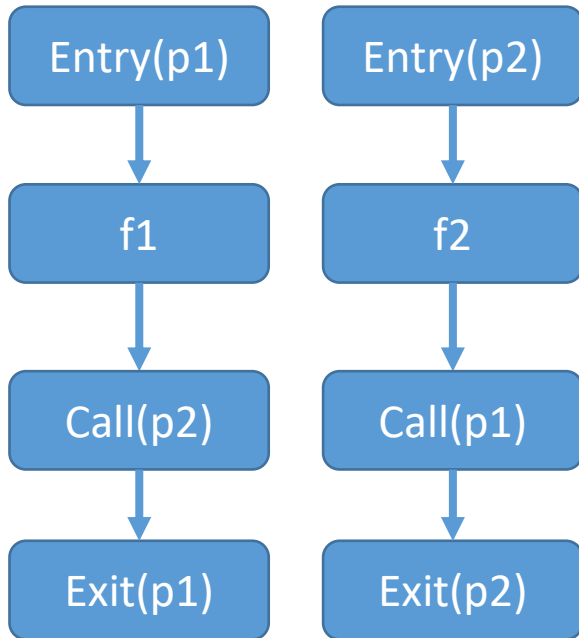 Entry(p1)
f1
Call(p2)
Exit(p1)
Entry(p2)
f2
Call(p1)
Exit(p2)